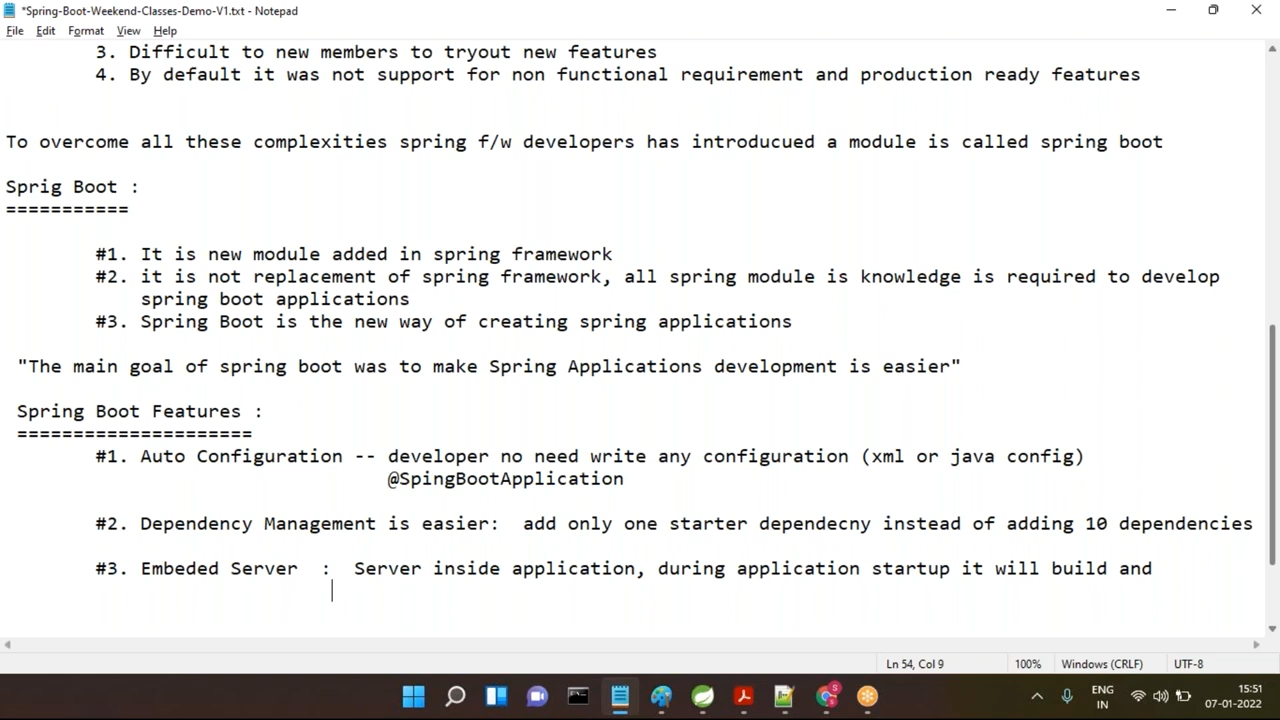 *Spring-Boot-Weekend-Classes-Demo-V1.txt - Notepad
File Edit Format View Help
3. Difficult to new members to tryout new features
4. By default it was not support for non functional requirement and production ready features
To overcome all these complexities spring f/w developers has introducued a module is called spring boot
Sprig Boot :
===========
#1. It is new module added in spring framework
#2. it is not replacement of spring framework, all spring module is knowledge is required to develop
spring boot applications
#3. Spring Boot is the new way of creating spring applications
"The main goal of spring boot was to make Spring Applications development is easier"
Spring Boot Features :
=====================
#1. Auto Configuration -- developer no need write any configuration (xml or java config)
@SpingBootApplication
#2. Dependency Management is easier: add only one starter dependecny instead of adding 10 dependencies
#3. Embeded Server : Server inside application, during application startup it will build and
Ln 54, Col 9 100% Windows (CRLF) UTF-8
ENG 15:51
IN 07-01-2022